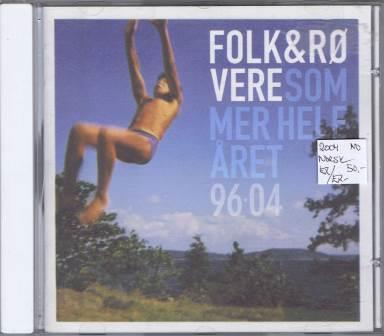 FOLK&RØ
VERE SOM
MER HELE
ÅRET
96·04
2004 NO
NORSK
EX/ 50,-
EX-